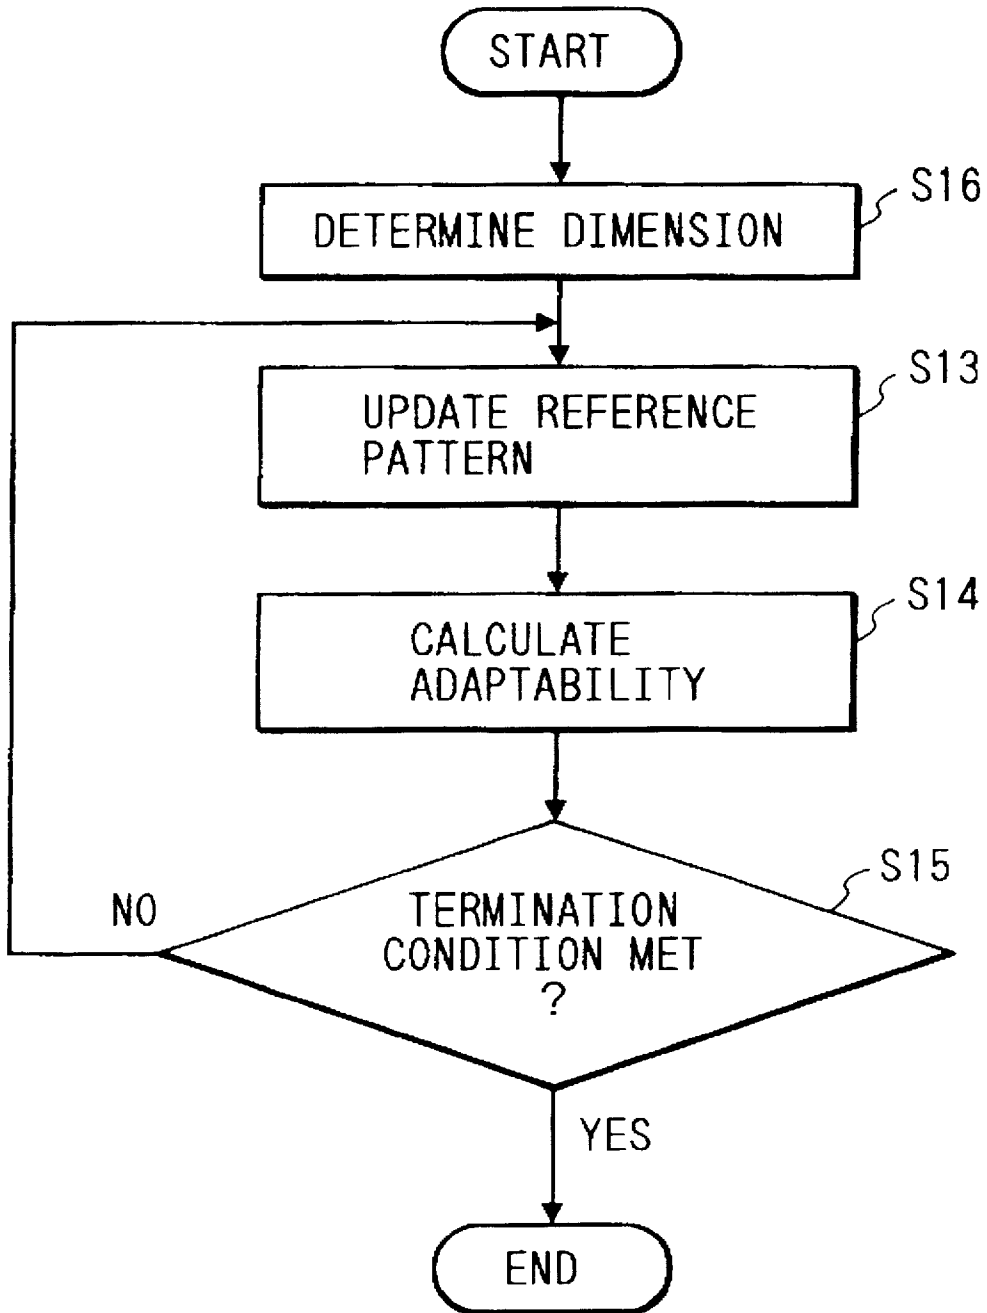 START
S16
DETERMINE DIMENSION
S13
UPDATE REFERENCE
PATTERN
S14
CALCULATE
ADAPTABILITY
S15
NO
TERMINATION
CONDITION MET
?
YES
END